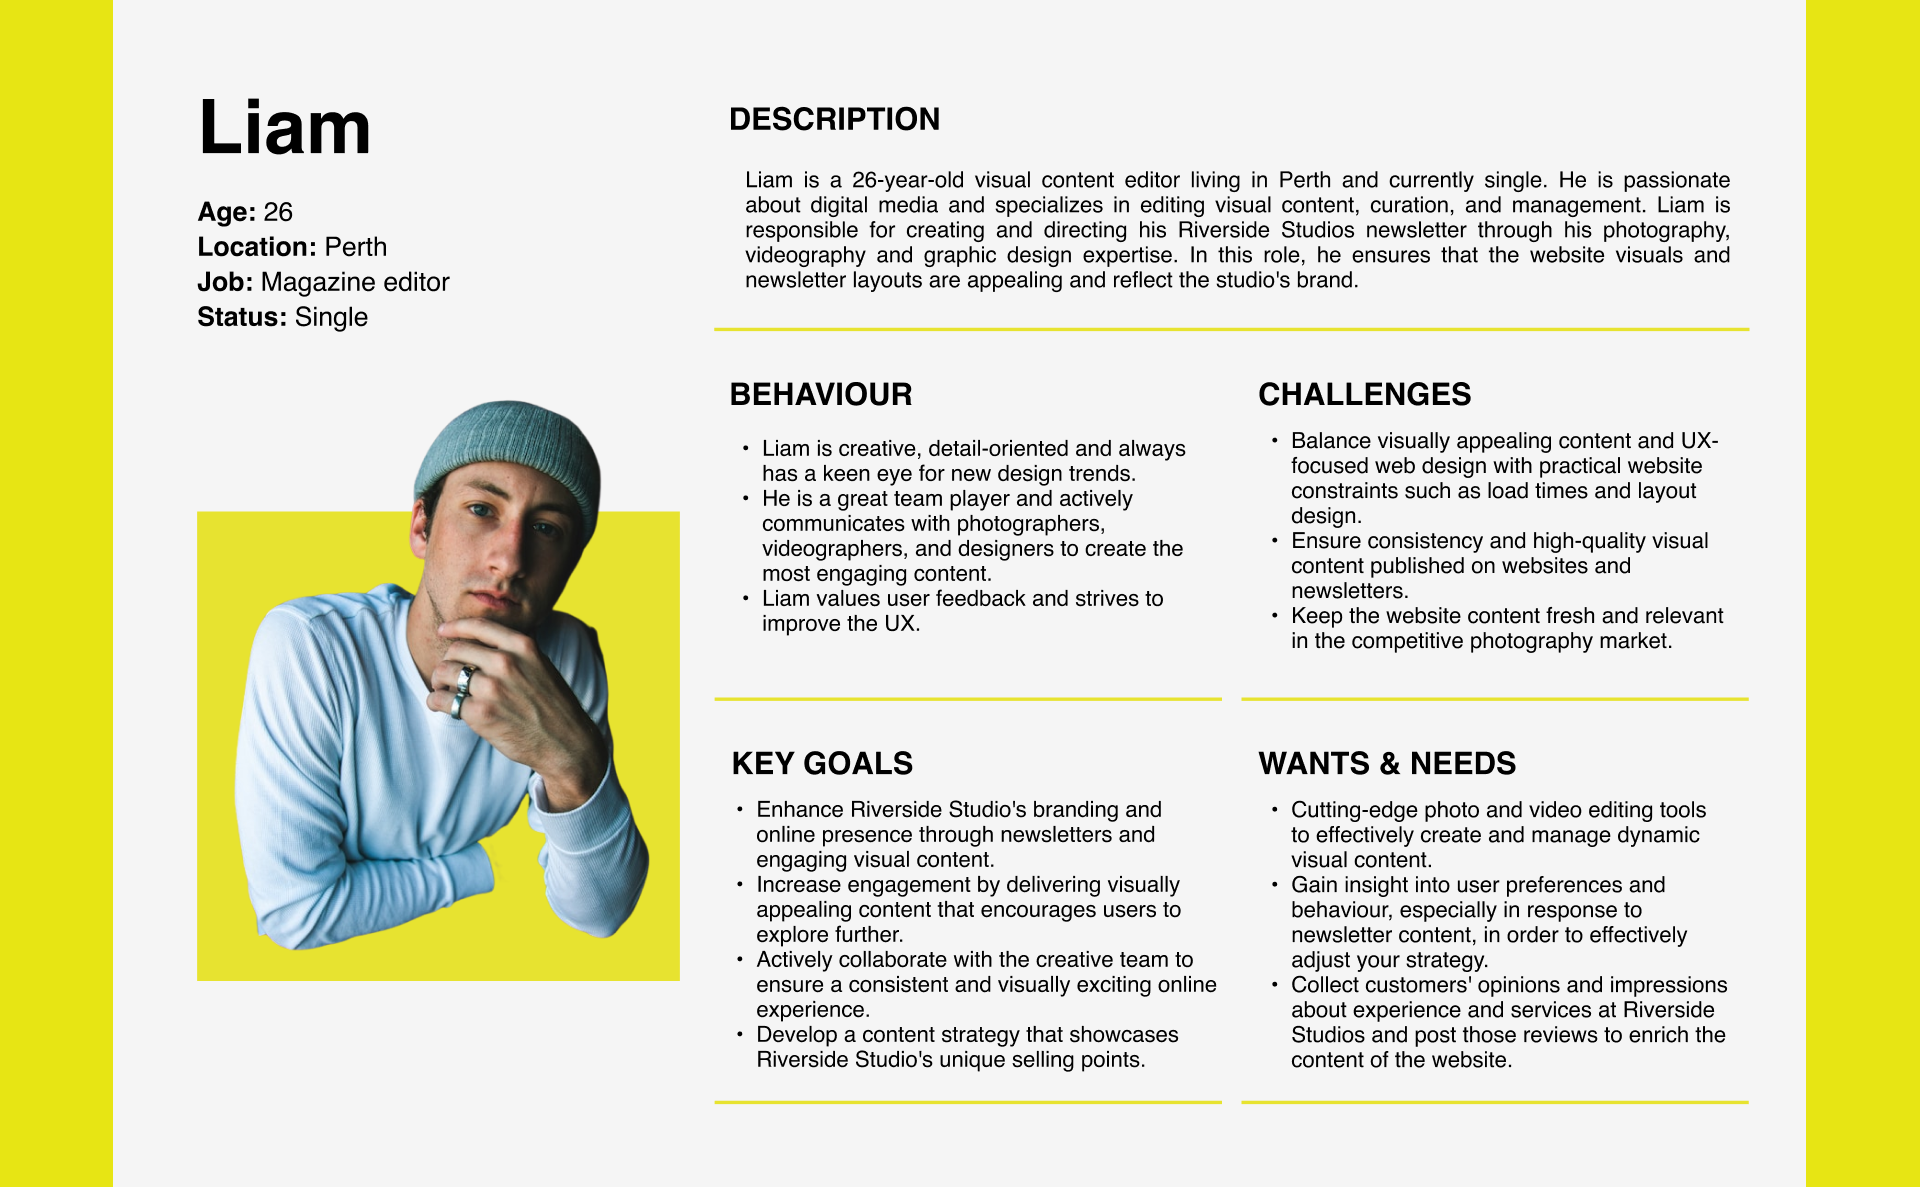 Liam
Age: 26
Location: Perth
Job: Magazine editor
Status: Single
DESCRIPTION
Liam is a 26-year-old visual content editor living in Perth and currently single. He is passionate
about digital media and specializes in editing visual content, curation, and management. Liam is
responsible for creating and directing his Riverside Studios newsletter through his photography,
videography and graphic design expertise. In this role, he ensures that the website visuals and
newsletter layouts are appealing and reflect the studio's brand.
BEHAVIOUR
• Liam is creative, detail-oriented and always
has a keen eye for new design trends.
• He is a great team player and actively
communicates with photographers,
videographers, and designers to create the
most engaging content.
• Liam values user feedback and strives to
improve the UX.
CHALLENGES
• Balance visually appealing content and UX-
focused web design with practical website
constraints such as load times and layout
design.
• Ensure consistency and high-quality visual
content published on websites and
newsletters.
• Keep the website content fresh and relevant
in the competitive photography market.
KEY GOALS
• Enhance Riverside Studio's branding and
online presence through newsletters and
engaging visual content.
• Increase engagement by delivering visually
appealing content that encourages users to
explore further.
• Actively collaborate with the creative team to
ensure a consistent and visually exciting online
experience.
• Develop a content strategy that showcases
Riverside Studio's unique selling points.
WANTS & NEEDS
• Cutting-edge photo and video editing tools
to effectively create and manage dynamic
visual content.
• Gain insight into user preferences and
behaviour, especially in response to
newsletter content, in order to effectively
adjust your strategy.
• Collect customers' opinions and impressions
about experience and services at Riverside
Studios and post those reviews to enrich the
content of the website.